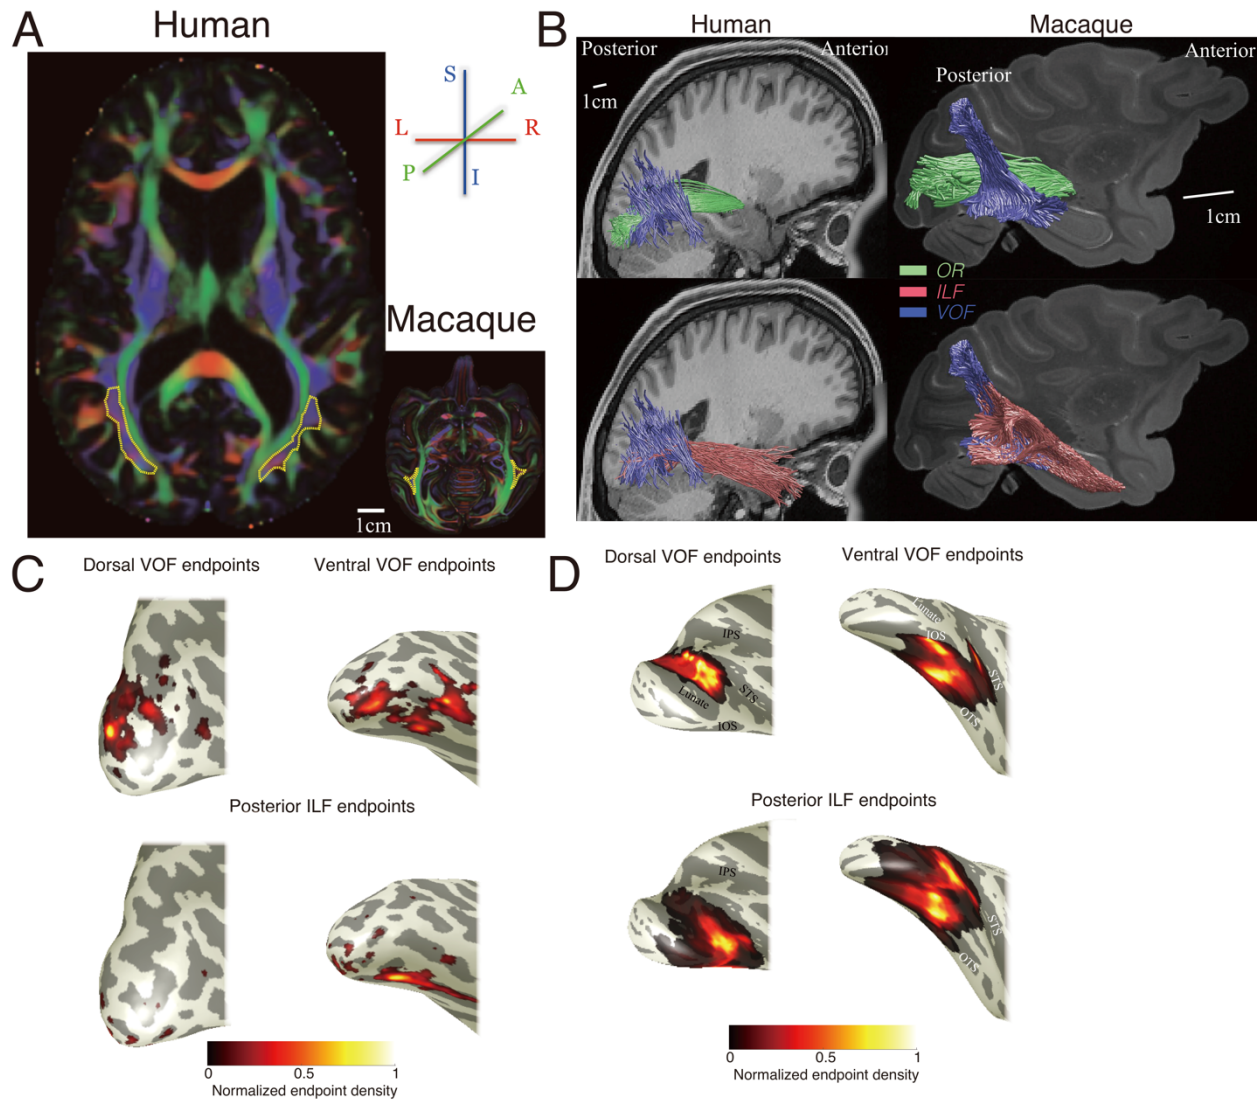 A
Human
S
A
L
R
P
I
Macaque
1cm
B
Human
Macaque
Posterior
Anterior
1cm
Posterior
Anterior
1cm
OR
ILF
VOF
C
Dorsal VOF endpoints
Ventral VOF endpoints
Posterior ILF endpoints
0
0.5
1
Normalized endpoint density
D
Dorsal VOF endpoints
Ventral VOF endpoints
IPS
Lunate
STS
IOS
Lunate
IOS
STS
OTS
Posterior ILF endpoints
IPS
STS
OTS
0
0.5
1
Normalized endpoint density